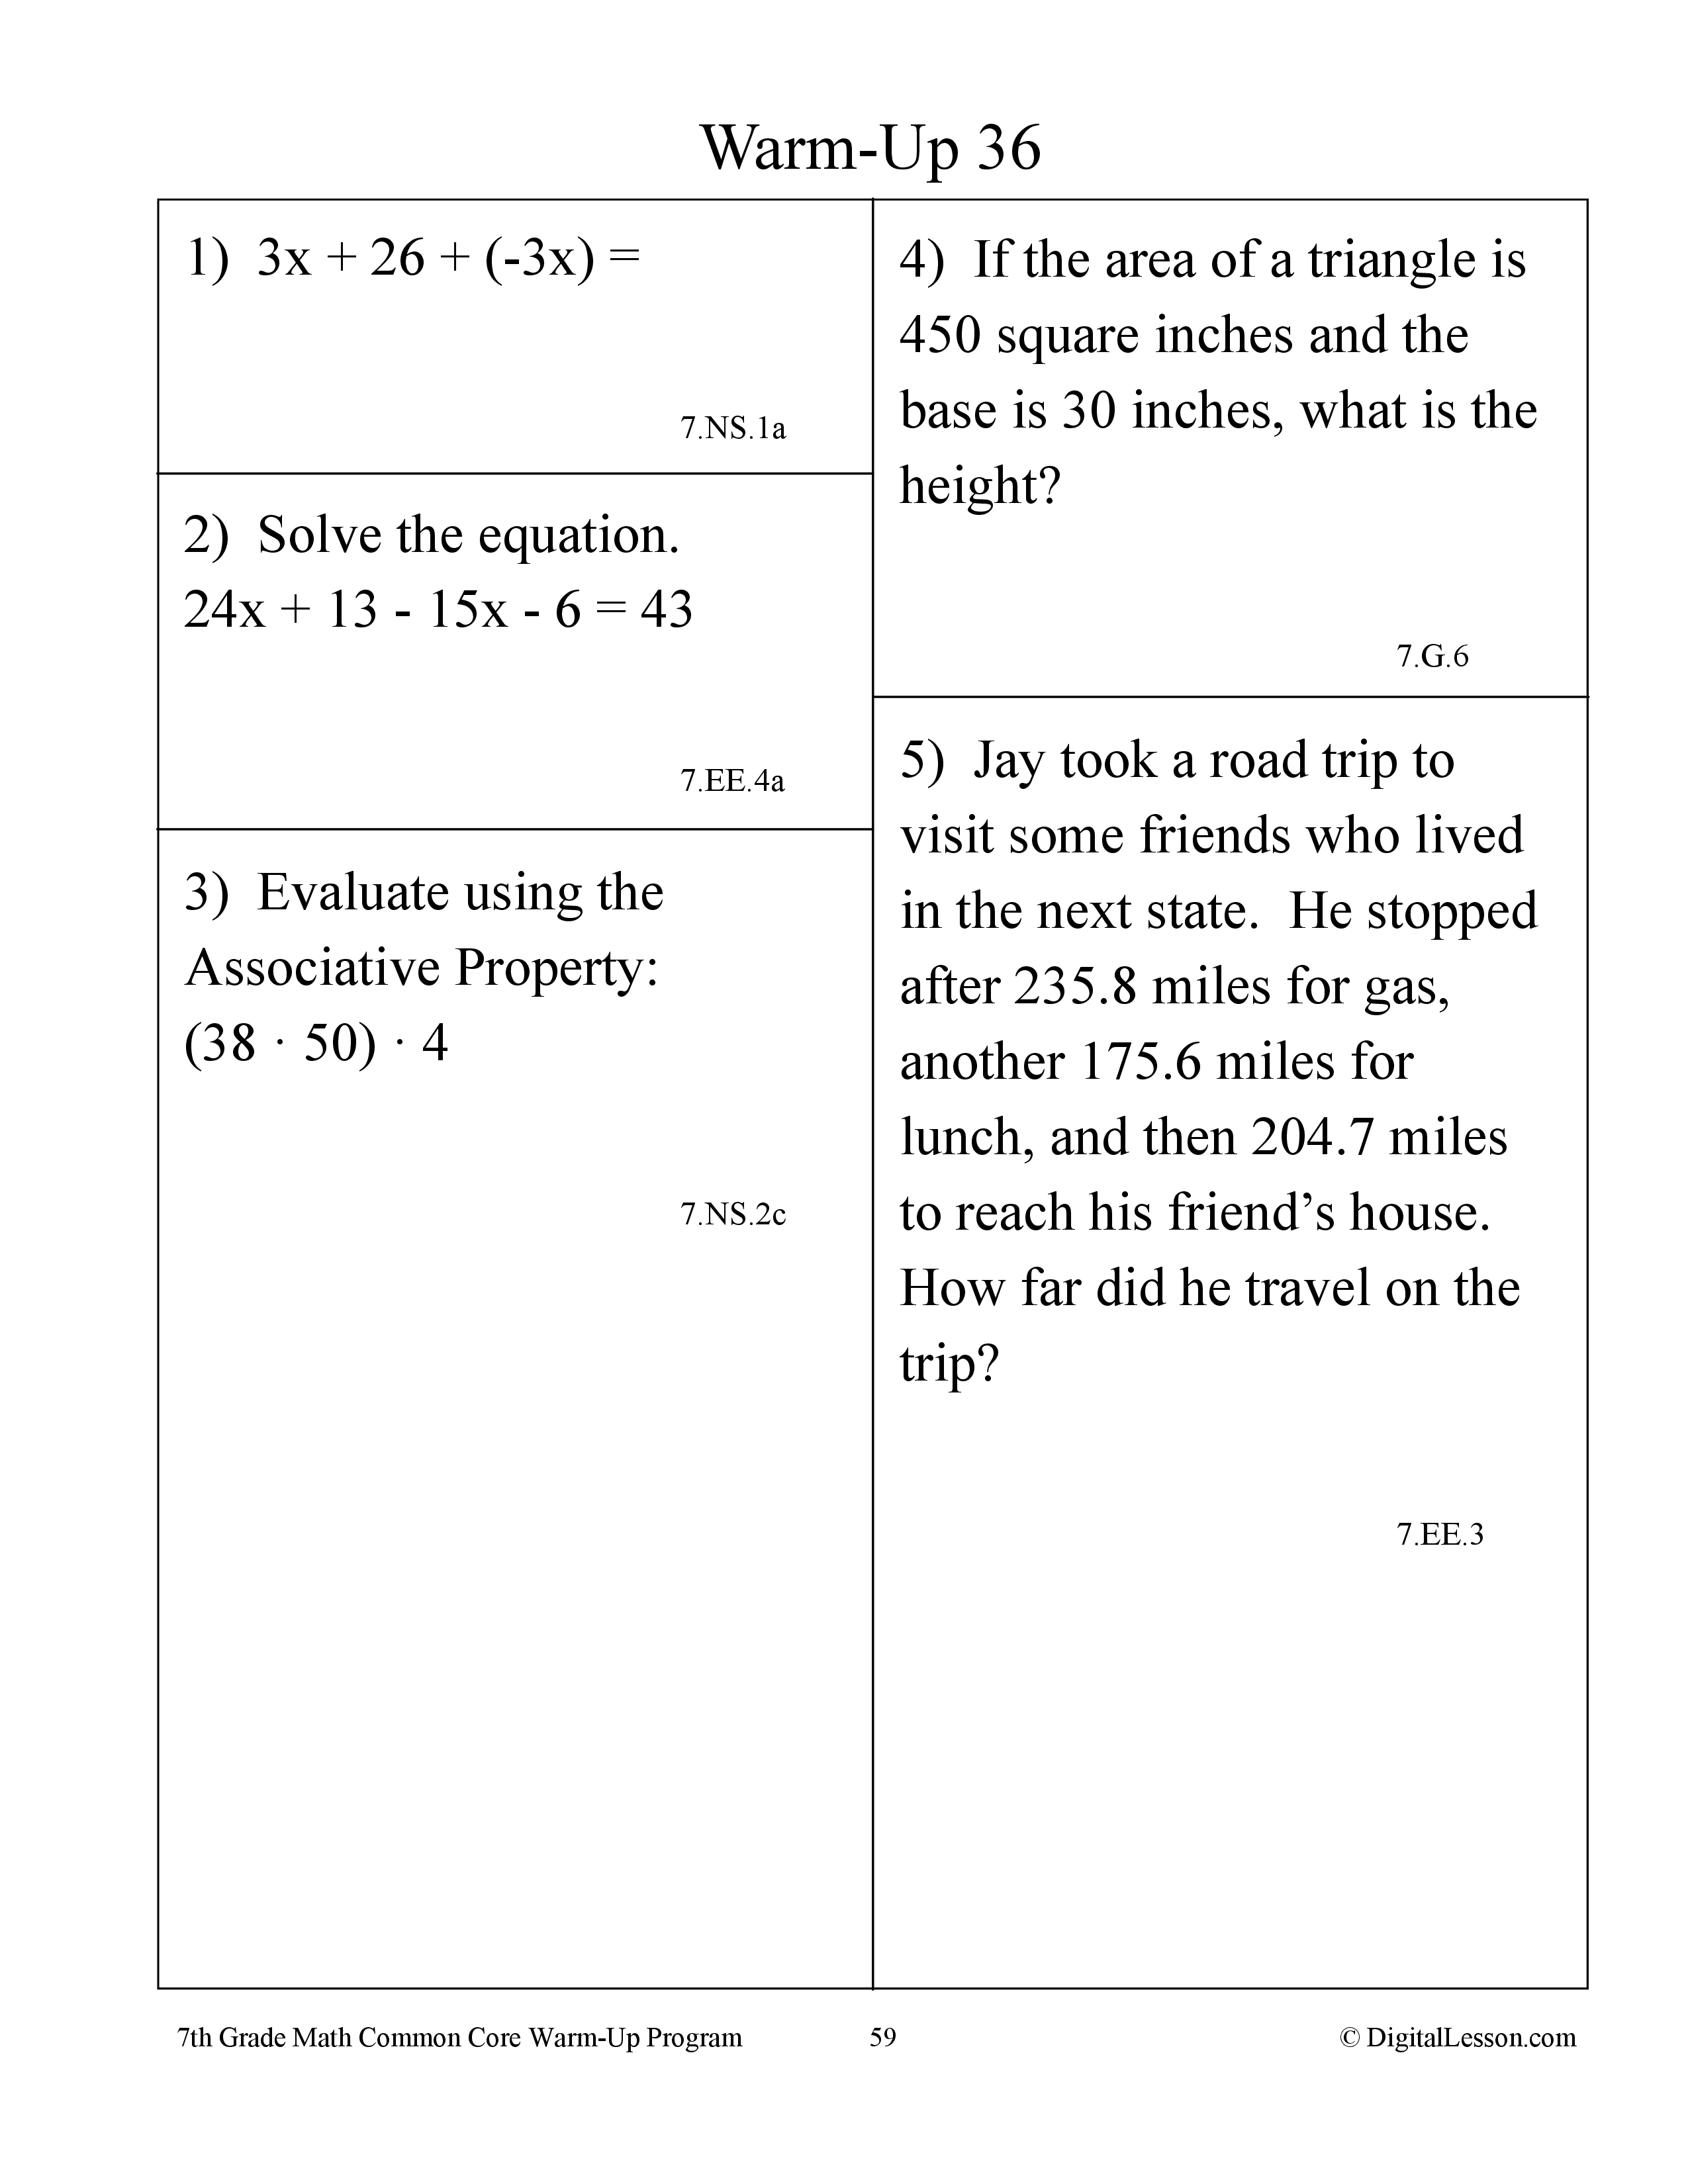 Warm-Up 36
1)  3x + 26 + (-3x) =
7.NS.1a
2)  Solve the equation.
24x + 13 - 15x - 6 = 43
7.EE.4a
3)  Evaluate using the
Associative Property:
(38 · 50) · 4
7.NS.2c
4)  If the area of a triangle is
450 square inches and the
base is 30 inches, what is the
height?
7.G.6
5)  Jay took a road trip to
visit some friends who lived
in the next state.  He stopped
after 235.8 miles for gas,
another 175.6 miles for
lunch, and then 204.7 miles
to reach his friend’s house.
How far did he travel on the
trip?
7.EE.3
7th Grade Math Common Core Warm-Up Program
59
© DigitalLesson.com